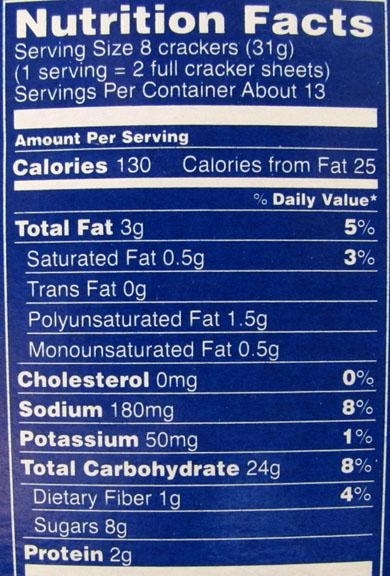 Nutrition Facts
Serving Size 8 crackers (31g)
(1 serving = 2 full cracker sheets)
Servings Per Container About 13
Amount Per Serving
Calories 130 Calories from Fat 25
% Daily Value*
Total Fat 3g 5%
Saturated Fat 0.5g 3%
Trans Fat 0g
Polyunsaturated Fat 1.5g
Monounsaturated Fat 0.5g
Cholesterol 0mg 0%
Sodium 180mg 8%
Potassium 50mg 1%
Total Carbohydrate 24g 8%
Dietary Fiber 1g 4%
Sugars 8g
Protein 2g